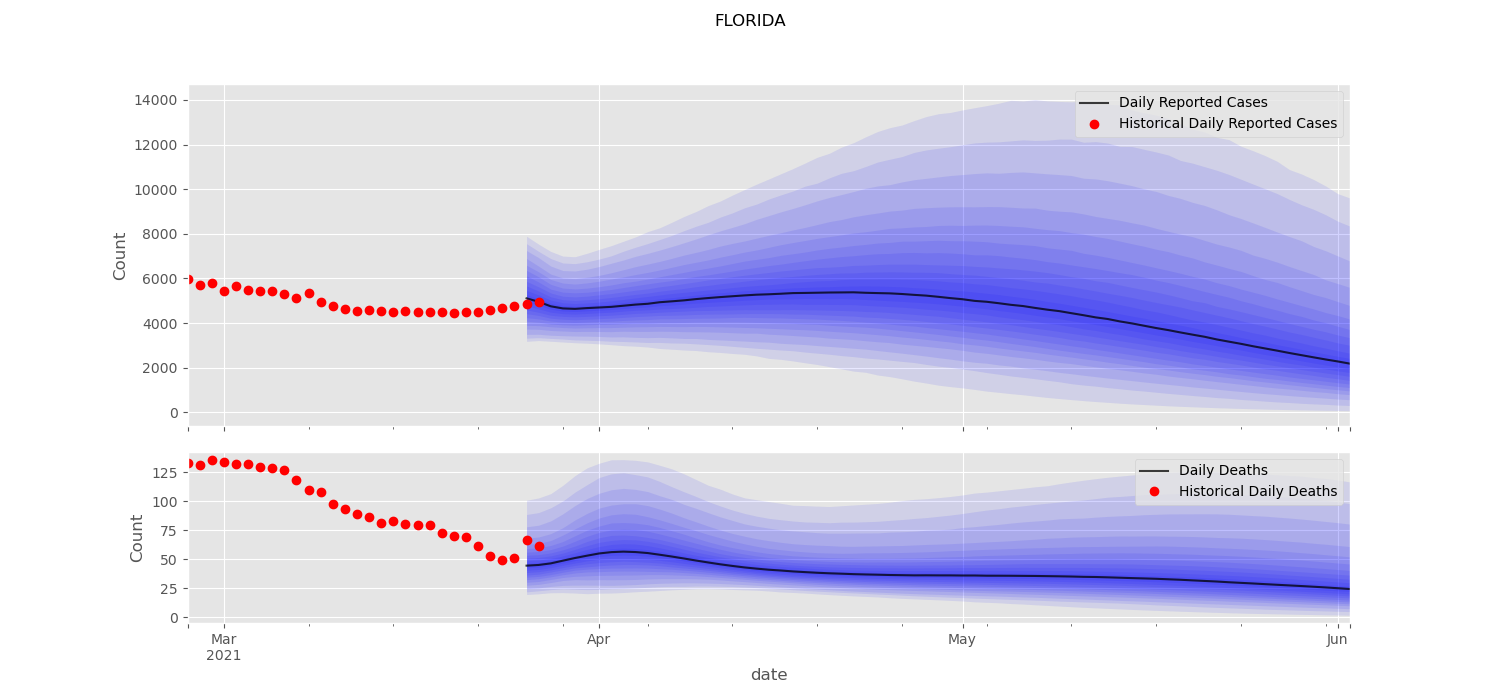 FLORIDA
14000
12000
10000
8000
6000
4000
2000
0
Count
Daily Reported Cases
Historical Daily Reported Cases
125
100
75
50
25
0
Count
Daily Deaths
Historical Daily Deaths
Mar
2021
Apr
May
Jun
date